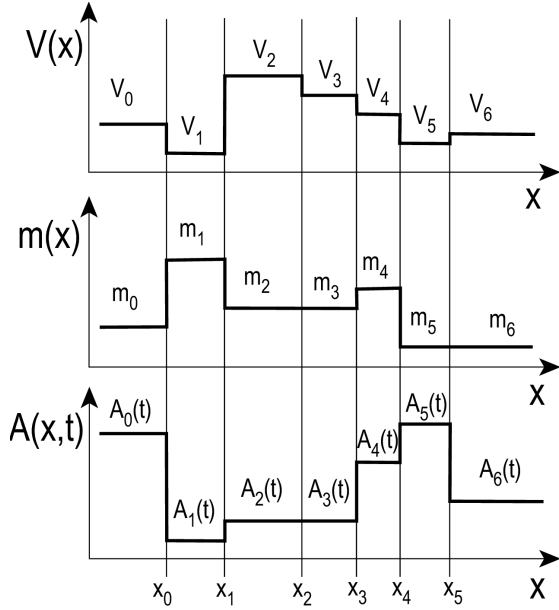 V(x)
V₀
V₁
V₂
V₃
V₄
V₅
V₆
x
m(x)
m₀
m₁
m₂
m₃
m₄
m₅
m₆
x
A(x,t)
A₀(t)
A₁(t)
A₂(t)
A₃(t)
A₄(t)
A₅(t)
A₆(t)
x
x₀ x₁ x₂ x₃ x₄ x₅